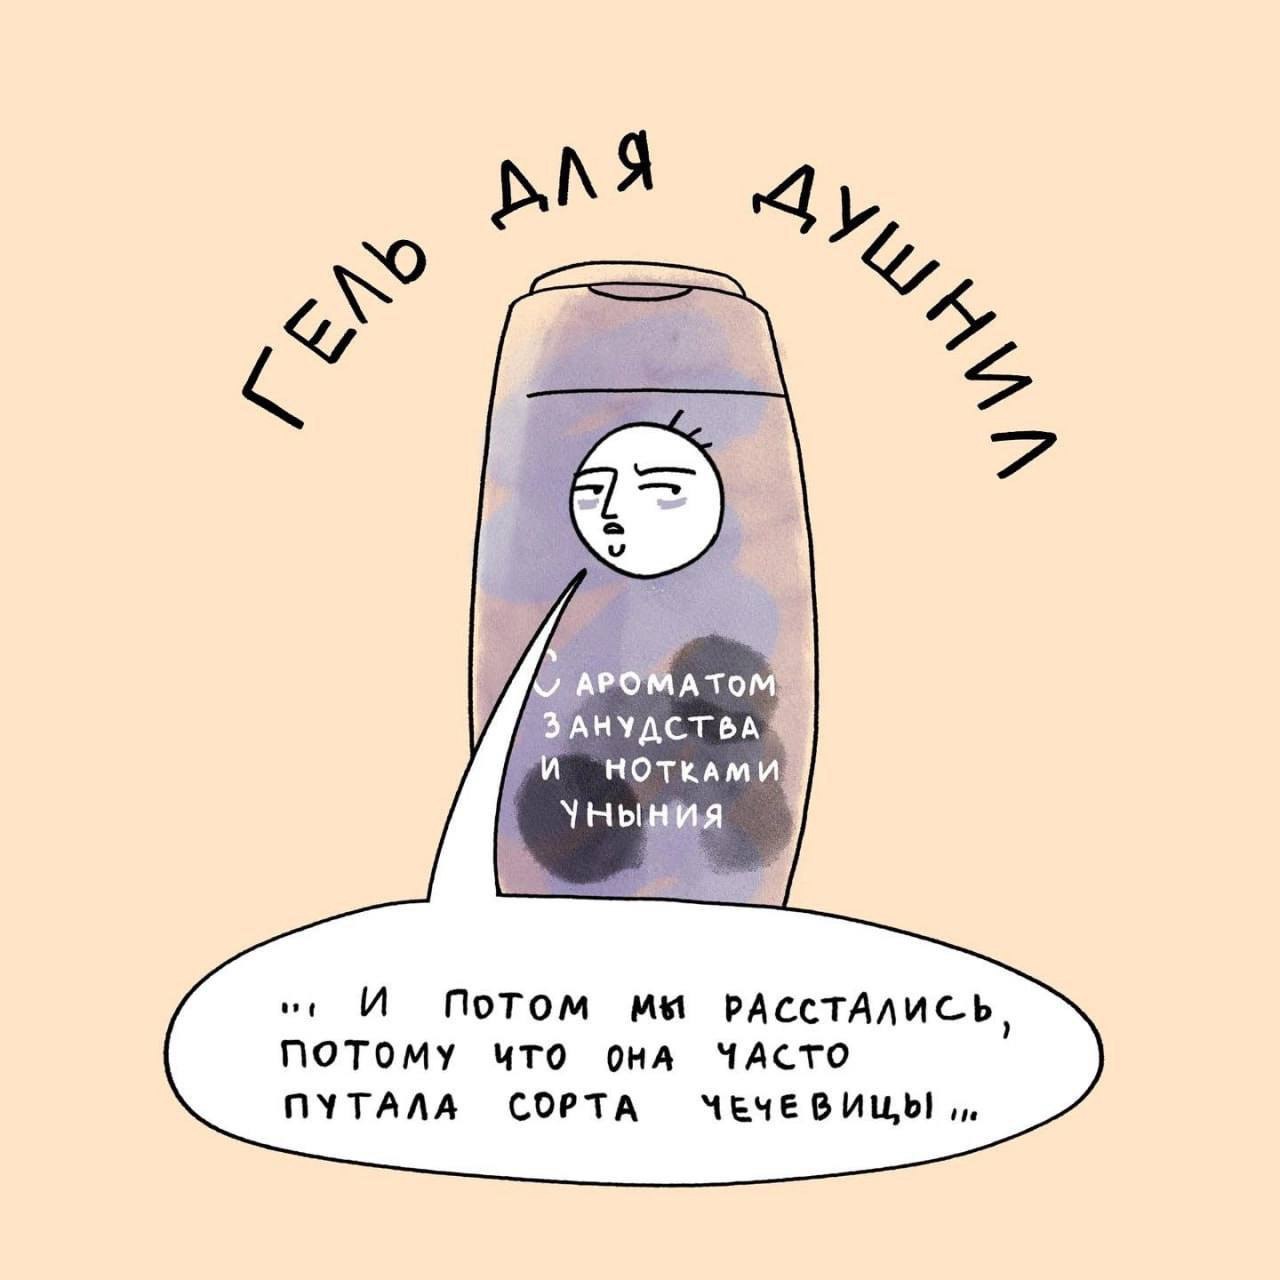 ГЕЛЬ ДЛЯ ДУШНИЛ
С АРОМАТОМ
ЗАНУДСТВА
И НОТКАМИ
УНЫНИЯ
... И ПОТОМ МЫ РАССТАЛИСЬ,
ПОТОМУ ЧТО ОНА ЧАСТО
ПУТАЛА СОРТА ЧЕЧЕВИЦЫ ...